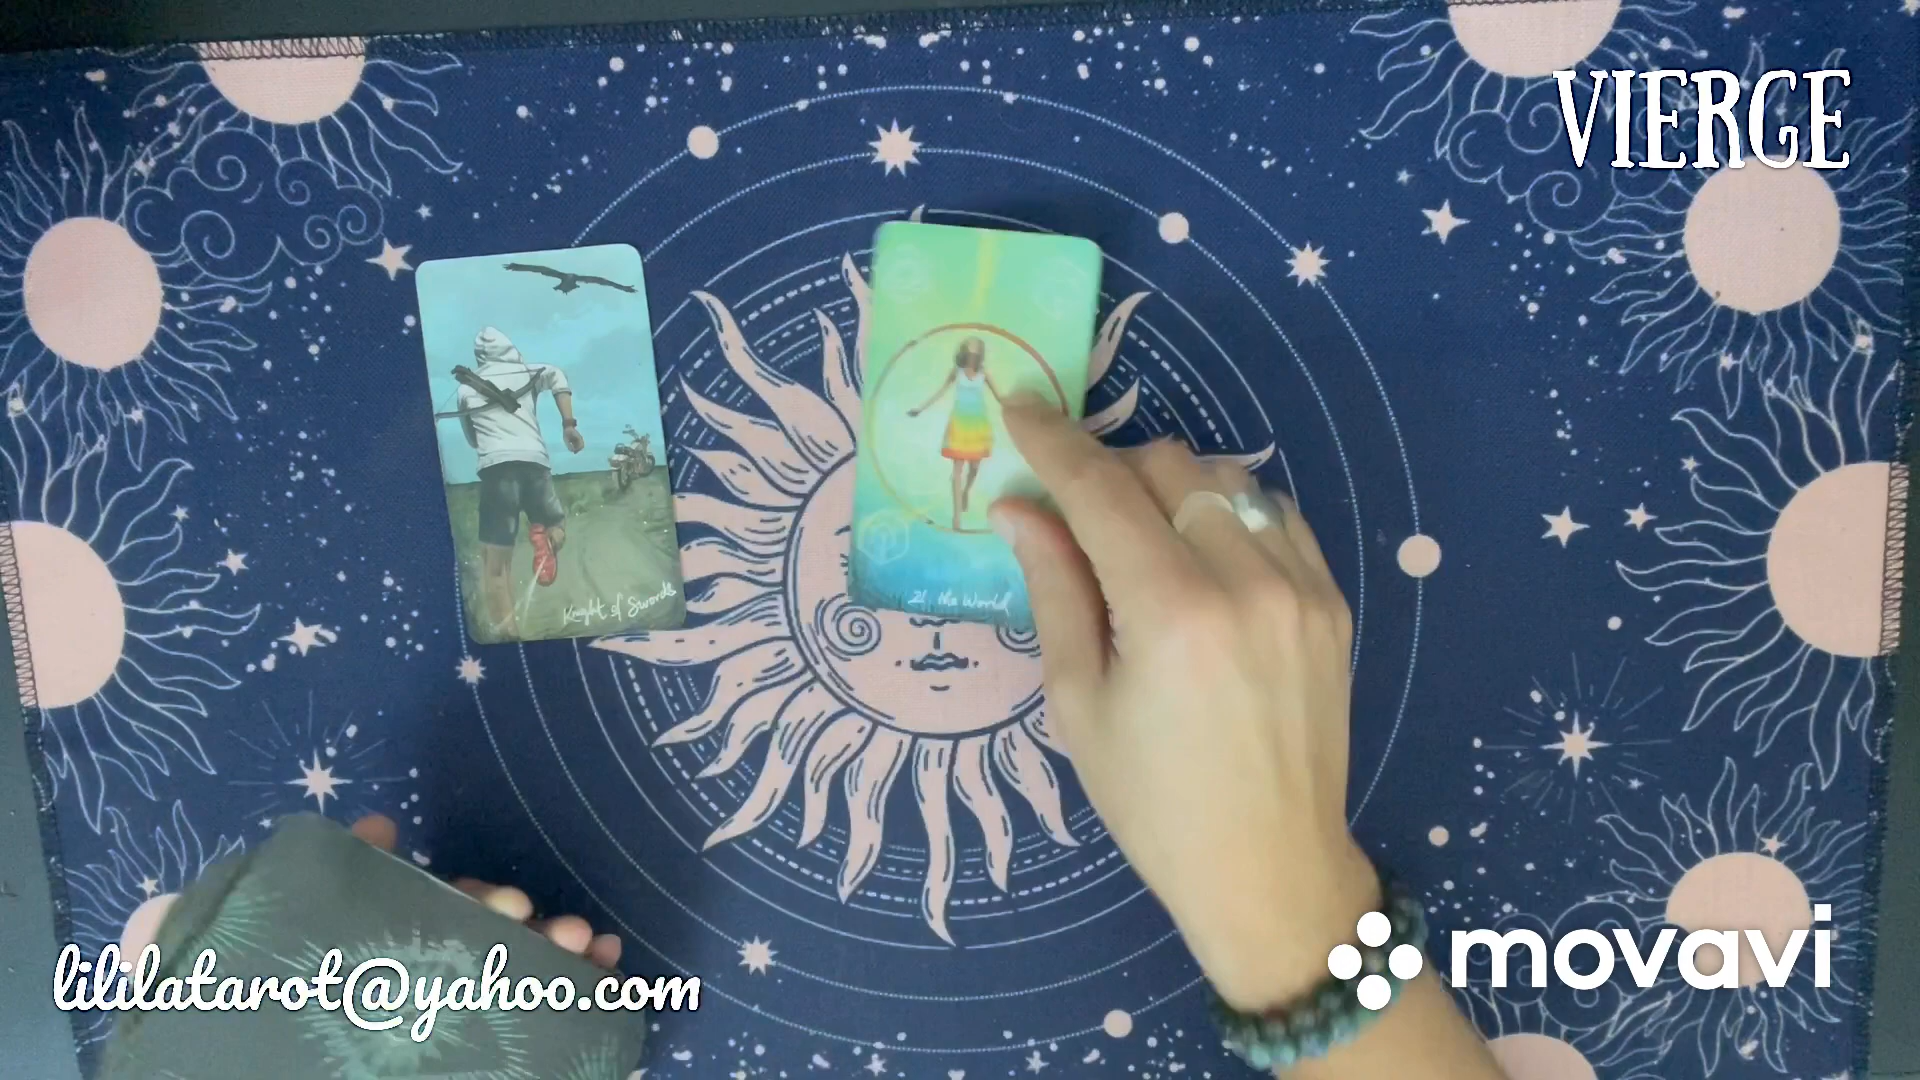 VIERGE
Knight of Swords
21 The World
lililatarot@yahoo.com
movavi